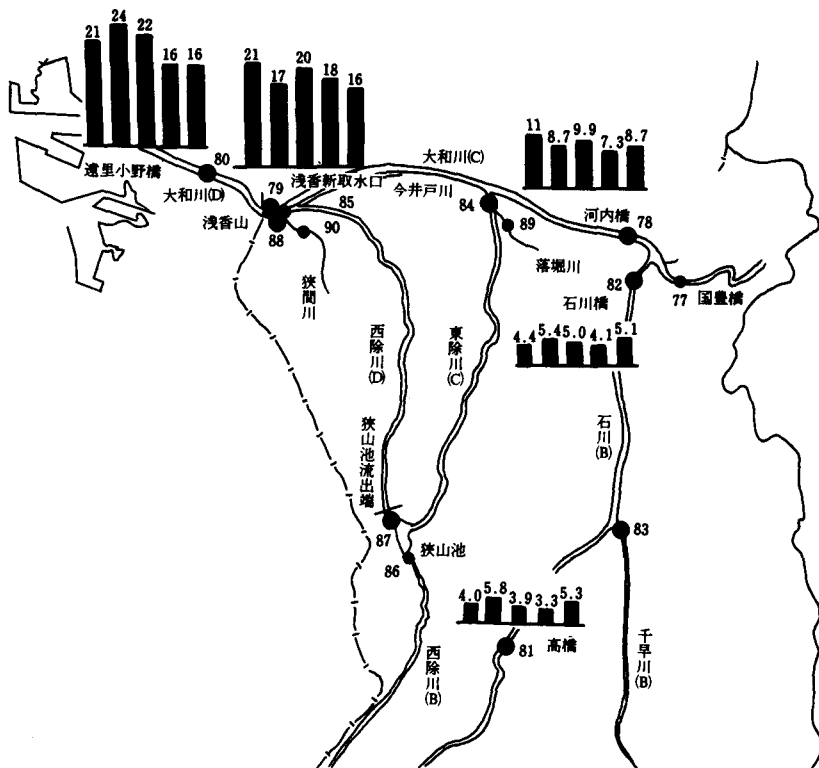 21 24 22 16 16
21 17 20 18 16
11 8.7 9.9 7.3 8.7
遠里小野橋
80
大和川(D)
79
浅香山
88
浅香新取水口
85
90
狭間川
大和川(C)
今井戸川
84
89
落堀川
河内橋
78
82
石川橋
77
国豊橋
4.4 5.4 5.0 4.1 5.1
西除川(D)
東除川(C)
石川(B)
狭山池流出端
87
86
狭山池
83
4.0 5.8 3.9 3.3 5.3
81
高橋
西除川(B)
千早川(B)